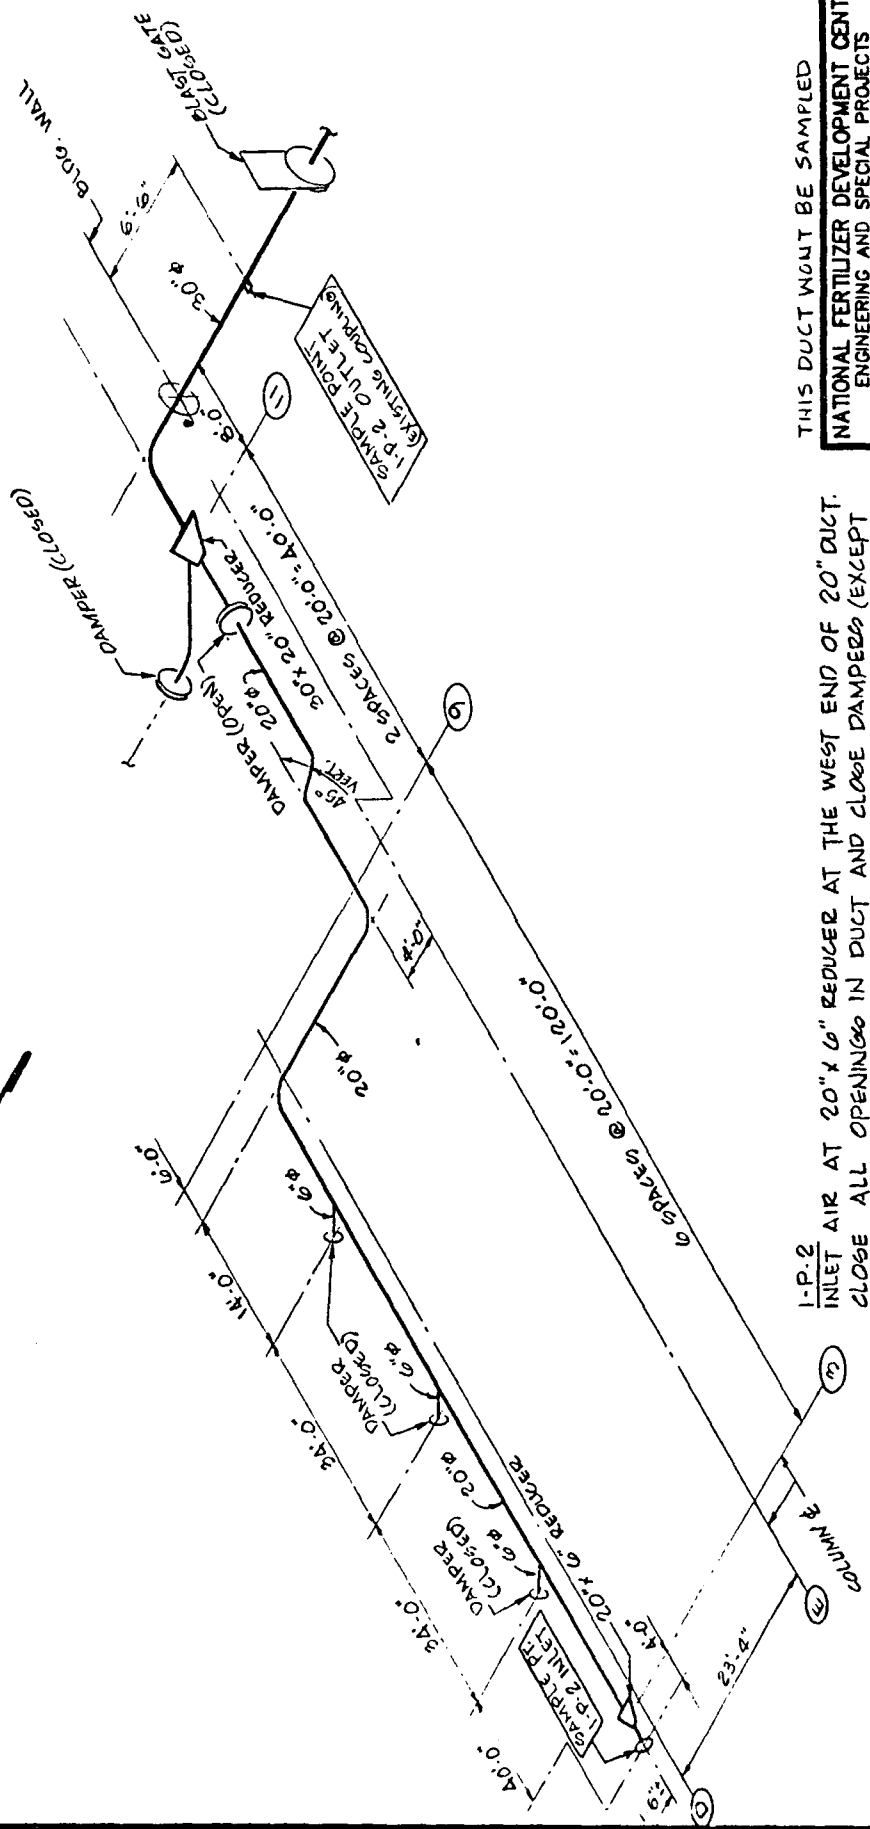 BLDG. WALL
BLAST GATE
(CLOSED)
6'-6"
30"ø
SAMPLE POINT
1-P-2 OUTLET
(EXISTING COUPLING)
8'-0"
11
DAMPER (CLOSED)
30" x 20" REDUCER
DAMPER (OPEN)
20"ø
45°
VERT.
2 SPACES @ 20'-0" = 40'-0"
9
4'-0"
20"ø
6 SPACES @ 20'-0" = 120'-0"
6'-0"
14'-0"
34'-0"
34'-0"
40'-0"
6"ø
DAMPER
(CLOSED)
6"ø
20"ø
DAMPER
(CLOSED)
6"ø
20" x 6" REDUCER
SAMPLE PT.
1-P-2 INLET
4'-0"
23'-4"
COLUMN ℄
3
E
D
1-P-2
INLET AIR AT 20" x 6" REDUCER AT THE WEST END OF 20" DUCT.
CLOSE ALL OPENINGS IN DUCT AND CLOSE DAMPERS (EXCEPT
THIS DUCT WONT BE SAMPLED
NATIONAL FERTILIZER DEVELOPMENT CENT
ENGINEERING AND SPECIAL PROJECTS